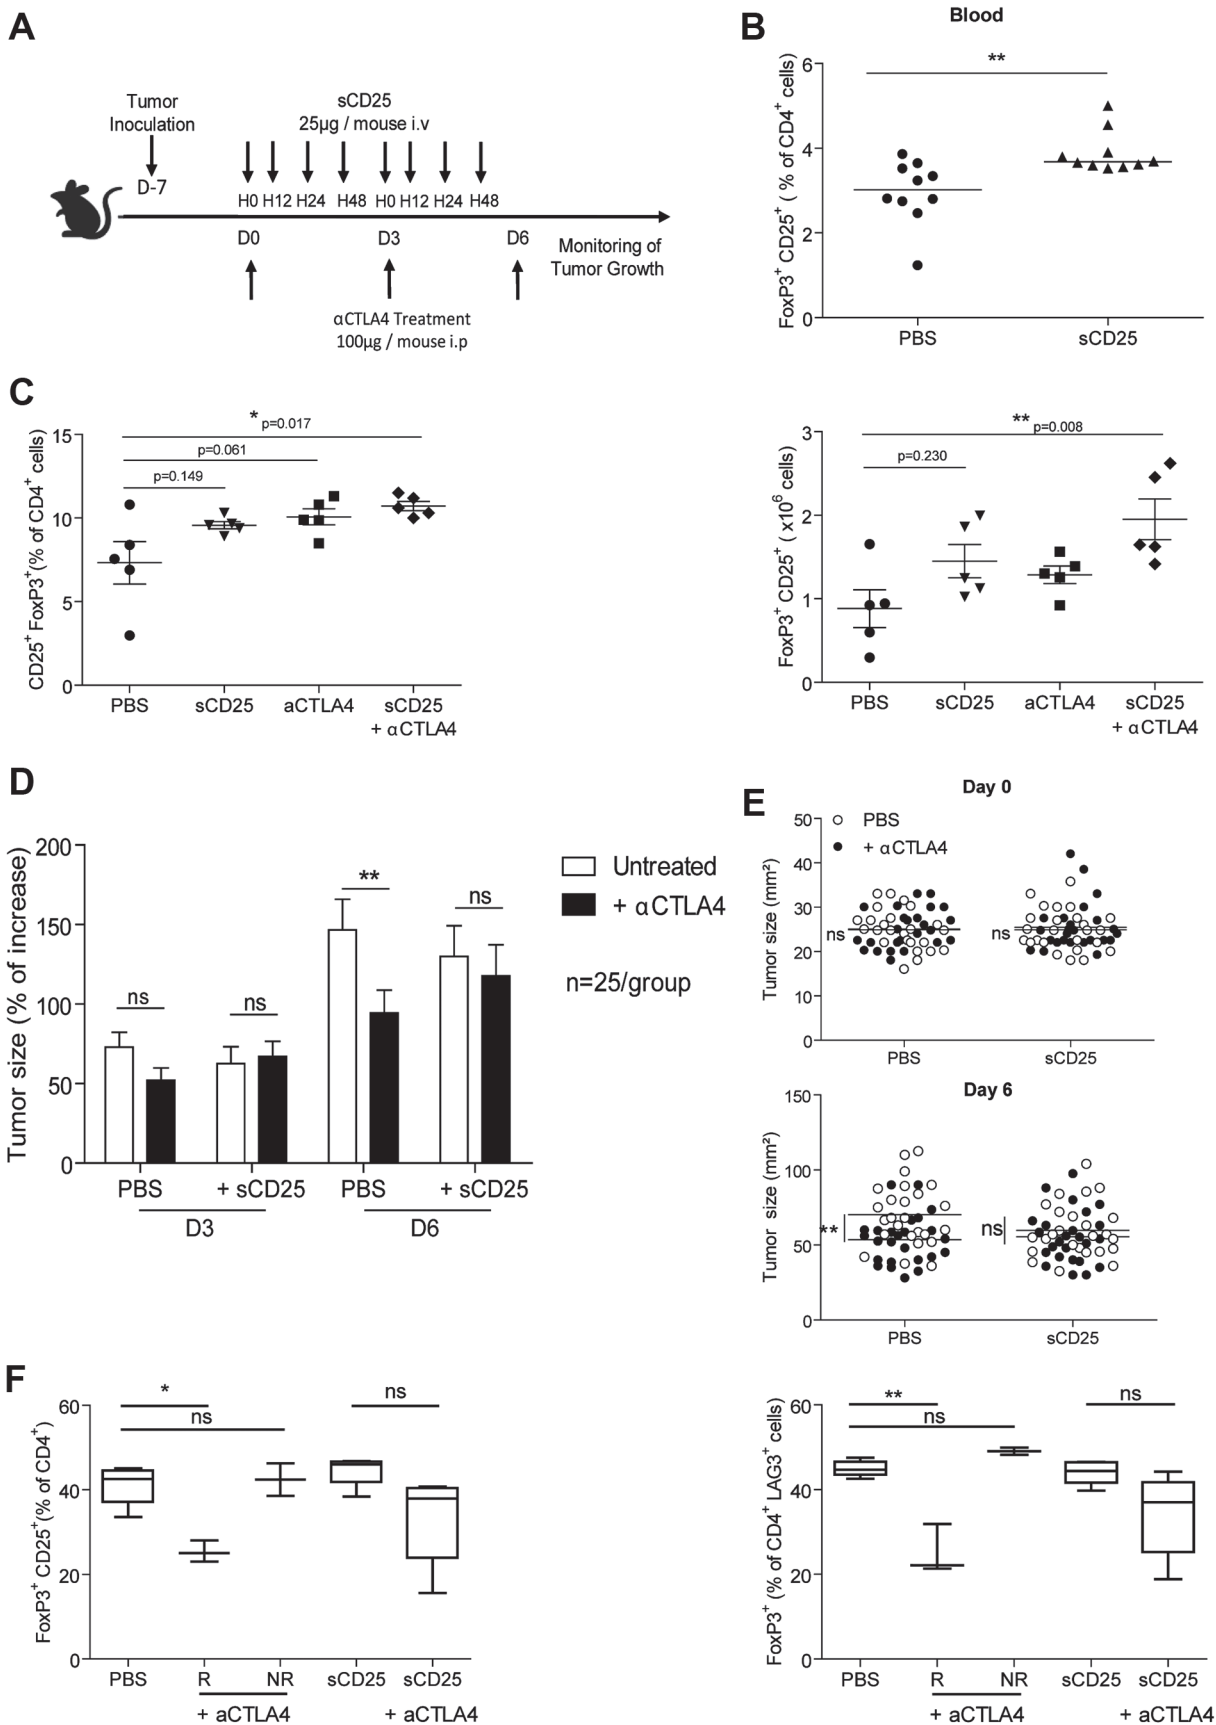 A
Tumor
Inoculation
D-7
sCD25
25µg / mouse i.v
H0 H12 H24 H48 H0 H12 H24 H48
D0 D3 D6
Monitoring of
Tumor Growth
αCTLA4 Treatment
100µg / mouse i.p
B
Blood
**
FoxP3+ CD25+ ( % of CD4+ cells)
6
4
2
0
PBS sCD25
C
* p=0.017
p=0.061
p=0.149
CD25+ FoxP3+(% of CD4+ cells)
15
10
5
0
PBS sCD25 aCTLA4 sCD25
+ αCTLA4
** p=0.008
p=0.230
FoxP3+ CD25+ ( x106 cells)
3
2
1
0
PBS sCD25 aCTLA4 sCD25
+ αCTLA4
D
Tumor size (% of increase)
200
150
100
50
0
ns ns ** ns
PBS + sCD25 PBS + sCD25
D3 D6
Untreated
+ αCTLA4
n=25/group
E
Day 0
PBS
+ αCTLA4
Tumor size (mm²)
50
40
30
20
10
0
ns ns
PBS sCD25
Day 6
Tumor size (mm²)
150
100
50
0
** ns
PBS sCD25
F
FoxP3+ CD25+(% of CD4+)
60
40
20
0
* ns
ns
PBS R NR sCD25 sCD25
+ aCTLA4 + aCTLA4
FoxP3+ (% of CD4+ LAG3+ cells)
60
40
20
0
** ns
ns
PBS R NR sCD25 sCD25
+ aCTLA4 + aCTLA4